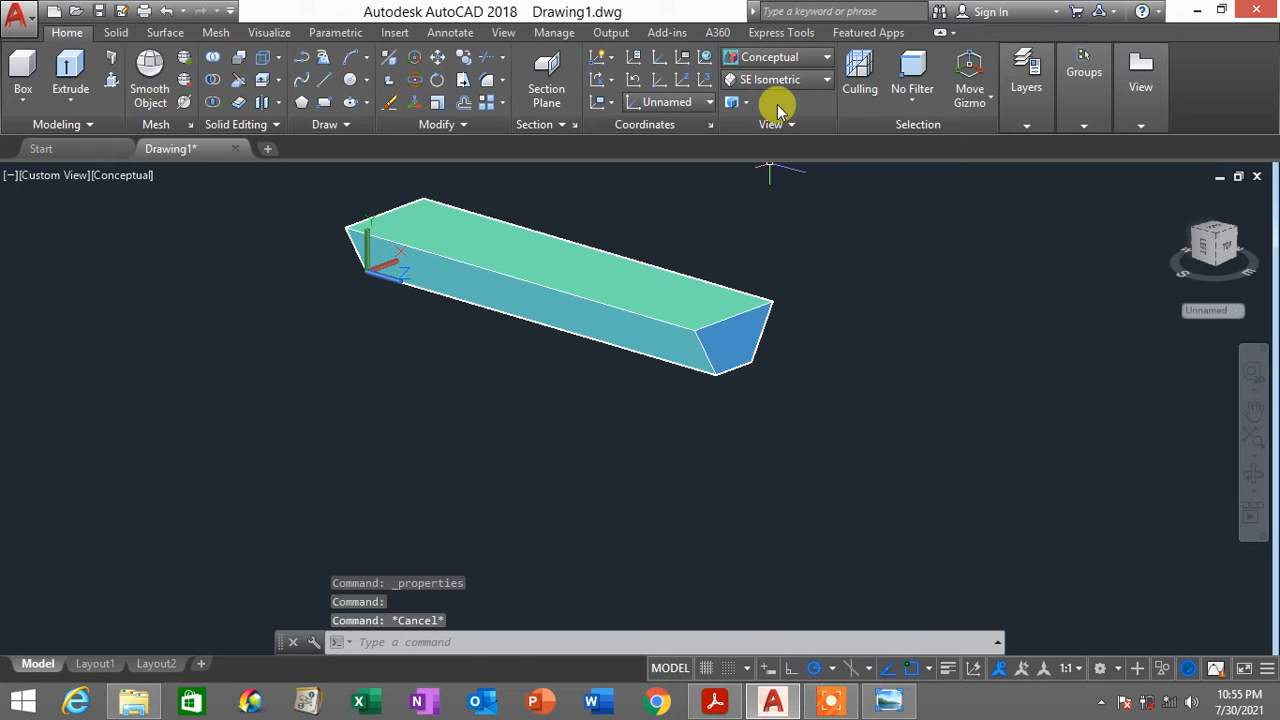 Autodesk AutoCAD 2018 Drawing1.dwg
Type a keyword or phrase
Sign In
Home Solid Surface Mesh Visualize Parametric Insert Annotate View Manage Output Add-ins A360 Express Tools Featured Apps
Conceptual
SE Isometric
Unnamed
Box Extrude Smooth Object Section Plane Culling No Filter Move Gizmo Layers Groups View
Modeling Mesh Solid Editing Draw Modify Section Coordinates View Selection
Start Drawing1*
[−][Custom View][Conceptual]
Y
X
Z
S
E
Unnamed
Command: _properties
Command:
Command: *Cancel*
Type a command
Model Layout1 Layout2
MODEL 1:1
10:55 PM
7/30/2021